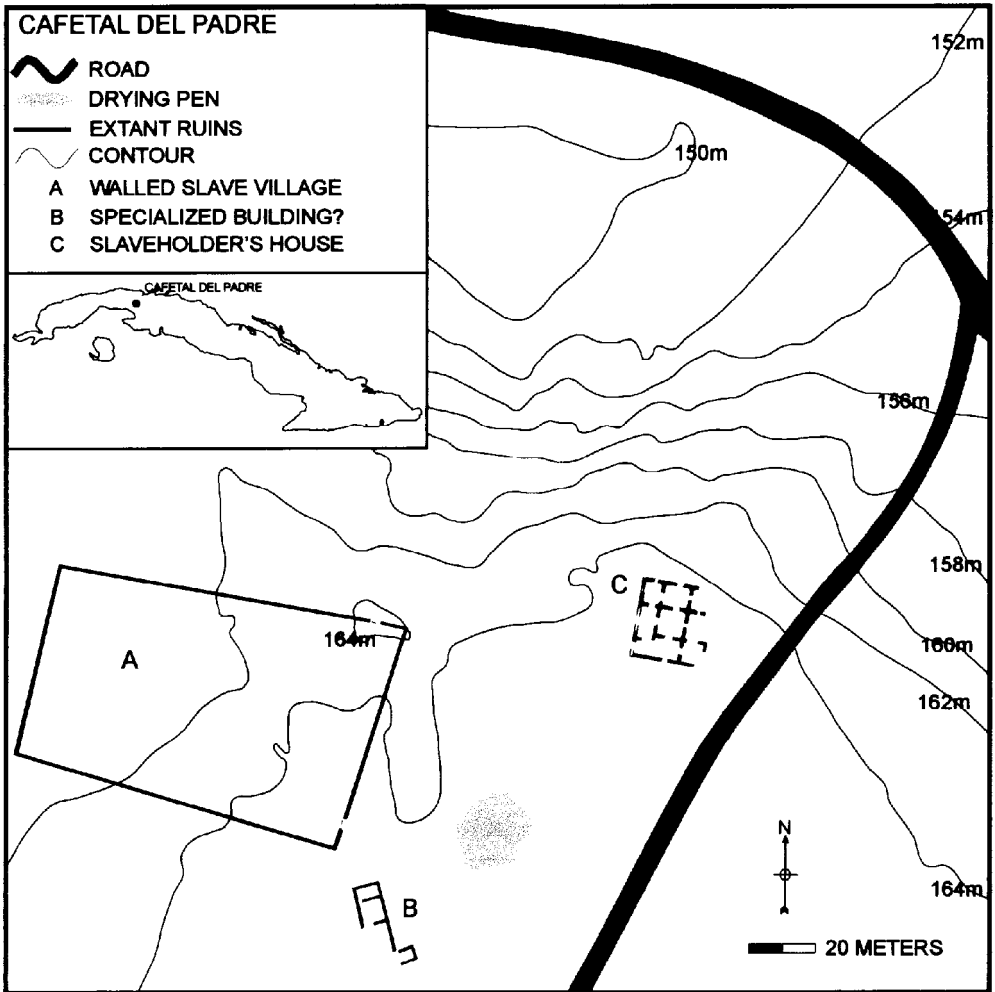 CAFETAL DEL PADRE
ROAD
DRYING PEN
EXTANT RUINS
CONTOUR
A WALLED SLAVE VILLAGE
B SPECIALIZED BUILDING?
C SLAVEHOLDER'S HOUSE
CAFETAL DEL PADRE
152m
150m
154m
156m
158m
C
164m
A
160m
162m
N
164m
B
20 METERS